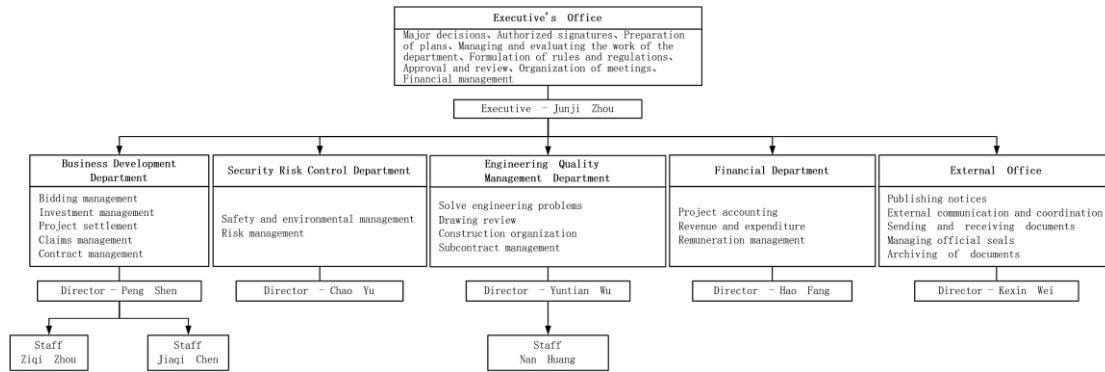 Executive's Office
Major decisions、Authorized signatures、Preparation
of plans、Managing and evaluating the work of the
department、Formulation of rules and regulations、
Approval and review、Organization of meetings、
Financial management
Executive - Junji Zhou
Business Development
Department
Bidding management
Investment management
Project settlement
Claims management
Contract management
Director - Peng Shen
Staff
Ziqi Zhou
Staff
Jiaqi Chen
Security Risk Control Department
Safety and environmental management
Risk management
Director - Chao Yu
Engineering Quality
Management Department
Solve engineering problems
Drawing review
Construction organization
Subcontract management
Director - Yuntian Wu
Staff
Nan Huang
Financial Department
Project accounting
Revenue and expenditure
Remuneration management
Director - Hao Fang
External Office
Publishing notices
External communication and coordination
Sending and receiving documents
Managing official seals
Archiving of documents
Director - Kexin Wei